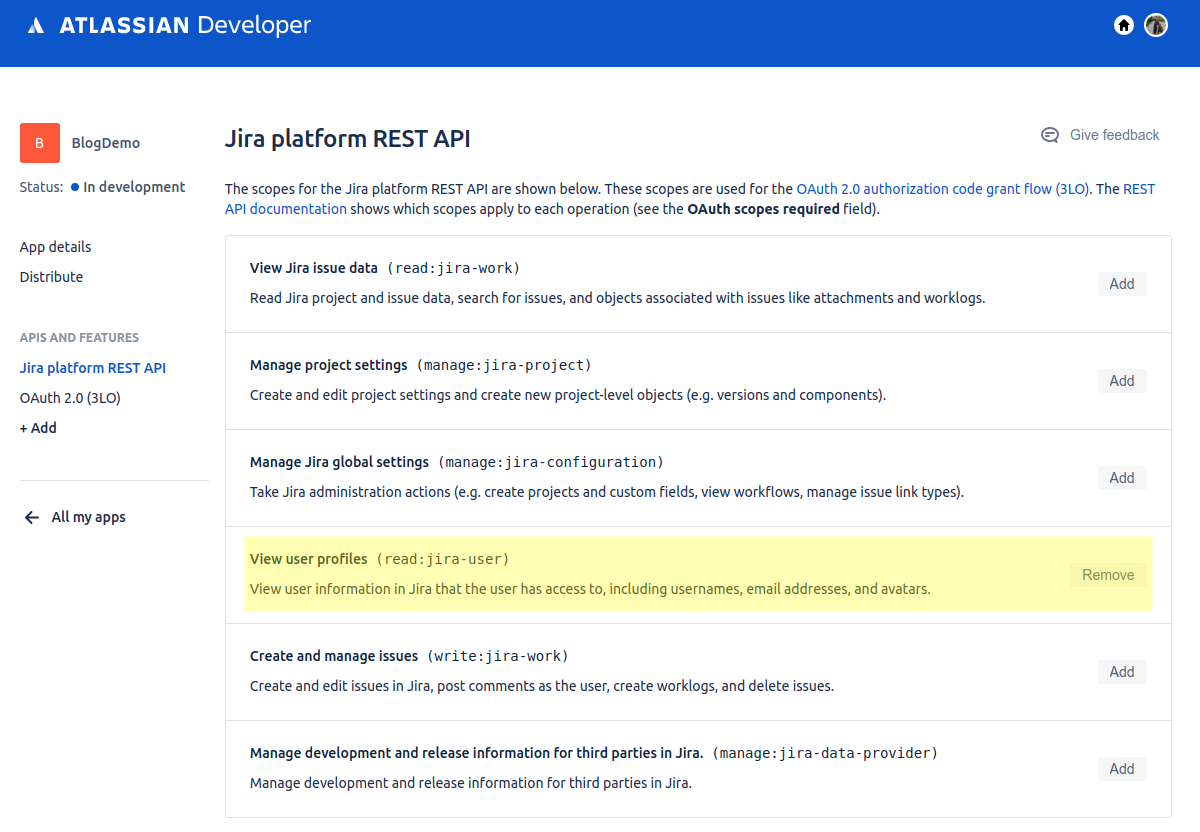 ATLASSIAN Developer
B
BlogDemo
Status: In development
App details
Distribute
APIS AND FEATURES
Jira platform REST API
OAuth 2.0 (3LO)
+ Add
All my apps
Jira platform REST API
Give feedback
The scopes for the Jira platform REST API are shown below. These scopes are used for the OAuth 2.0 authorization code grant flow (3LO). The REST
API documentation shows which scopes apply to each operation (see the OAuth scopes required field).
View Jira issue data (read:jira-work)
Read Jira project and issue data, search for issues, and objects associated with issues like attachments and worklogs.
Add
Manage project settings (manage:jira-project)
Create and edit project settings and create new project-level objects (e.g. versions and components).
Add
Manage Jira global settings (manage:jira-configuration)
Take Jira administration actions (e.g. create projects and custom fields, view workflows, manage issue link types).
Add
View user profiles (read:jira-user)
View user information in Jira that the user has access to, including usernames, email addresses, and avatars.
Remove
Create and manage issues (write:jira-work)
Create and edit issues in Jira, post comments as the user, create worklogs, and delete issues.
Add
Manage development and release information for third parties in Jira. (manage:jira-data-provider)
Manage development and release information for third parties in Jira.
Add